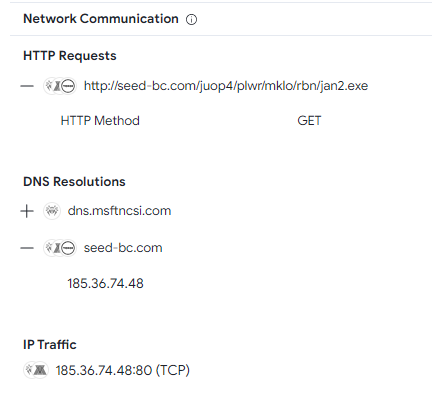 Network Communication
HTTP Requests
http://seed-bc.com/juop4/plwr/mklo/rbn/jan2.exe
HTTP Method GET
DNS Resolutions
dns.msftncsi.com
seed-bc.com
185.36.74.48
IP Traffic
185.36.74.48:80 (TCP)